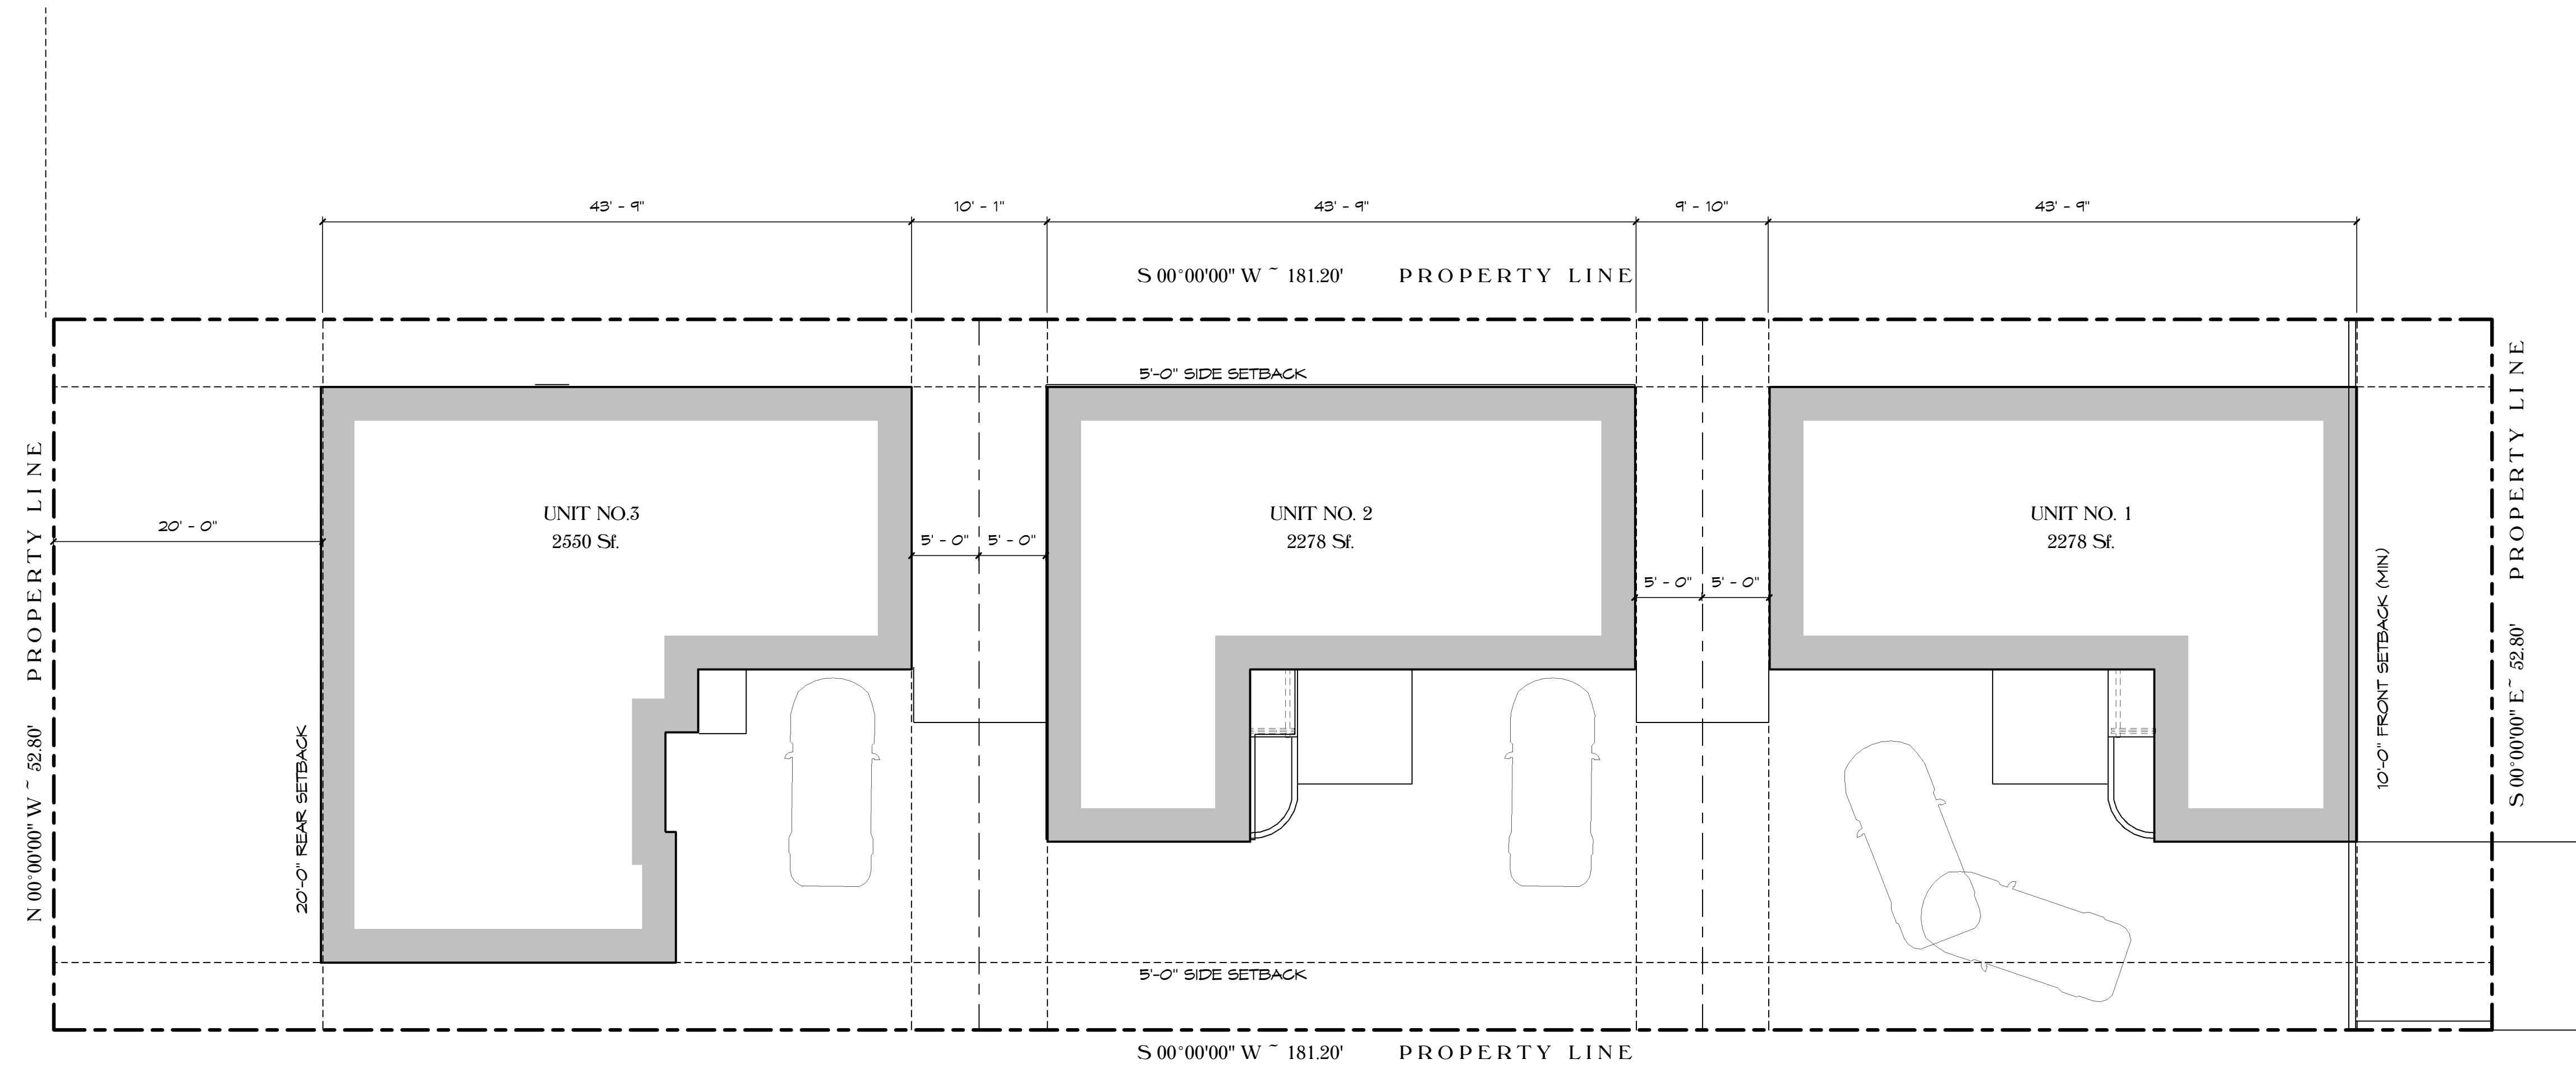 43' - 9"
10' - 1"
43' - 9"
9' - 10"
43' - 9"
S 00°00'00" W ~ 181.20' PROPERTY LINE
5'-0" SIDE SETBACK
N 00°00'00" W ~ 52.80' PROPERTY LINE
20' - 0"
20'-0" REAR SETBACK
UNIT NO.3
2550 Sf.
5' - 0"
5' - 0"
UNIT NO. 2
2278 Sf.
5' - 0"
5' - 0"
UNIT NO. 1
2278 Sf.
10'-0" FRONT SETBACK (MIN)
S 00°00'00" E ~ 52.80' PROPERTY LINE
5'-0" SIDE SETBACK
S 00°00'00" W ~ 181.20' PROPERTY LINE